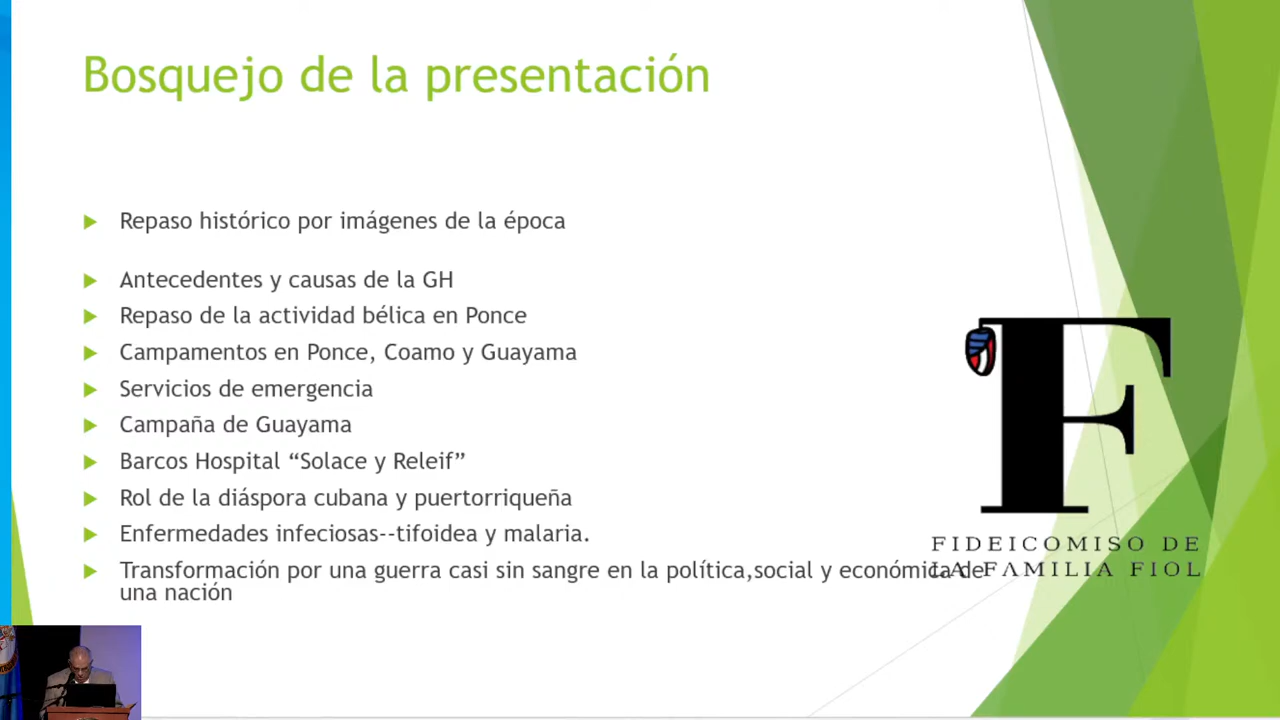 Bosquejo de la presentación
Repaso histórico por imágenes de la época
Antecedentes y causas de la GH
Repaso de la actividad bélica en Ponce
Campamentos en Ponce, Coamo y Guayama
Servicios de emergencia
Campaña de Guayama
Barcos Hospital “Solace y Releif”
Rol de la diáspora cubana y puertorriqueña
Enfermedades infeciosas--tifoidea y malaria.
Transformación por una guerra casi sin sangre en la política,social y económica de
una nación
F
FIDEICOMISO DE
LA FAMILIA FIOL